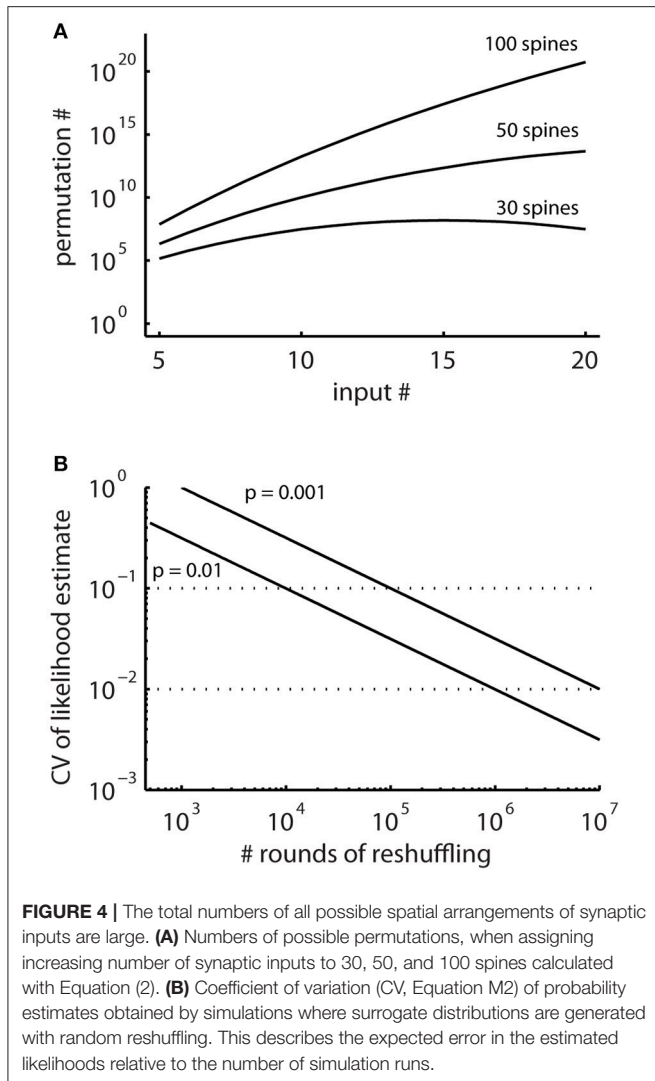 A
100 spines
50 spines
30 spines
permutation #
10^20
10^15
10^10
10^5
10^0
5 10 15 20
input #
B
p = 0.001
p = 0.01
CV of likelihood estimate
10^0
10^-1
10^-2
10^-3
10^3 10^4 10^5 10^6 10^7
# rounds of reshuffling
FIGURE 4 | The total numbers of all possible spatial arrangements of synaptic
inputs are large. (A) Numbers of possible permutations, when assigning
increasing number of synaptic inputs to 30, 50, and 100 spines calculated
with Equation (2). (B) Coefficient of variation (CV, Equation M2) of probability
estimates obtained by simulations where surrogate distributions are generated
with random reshuffling. This describes the expected error in the estimated
likelihoods relative to the number of simulation runs.